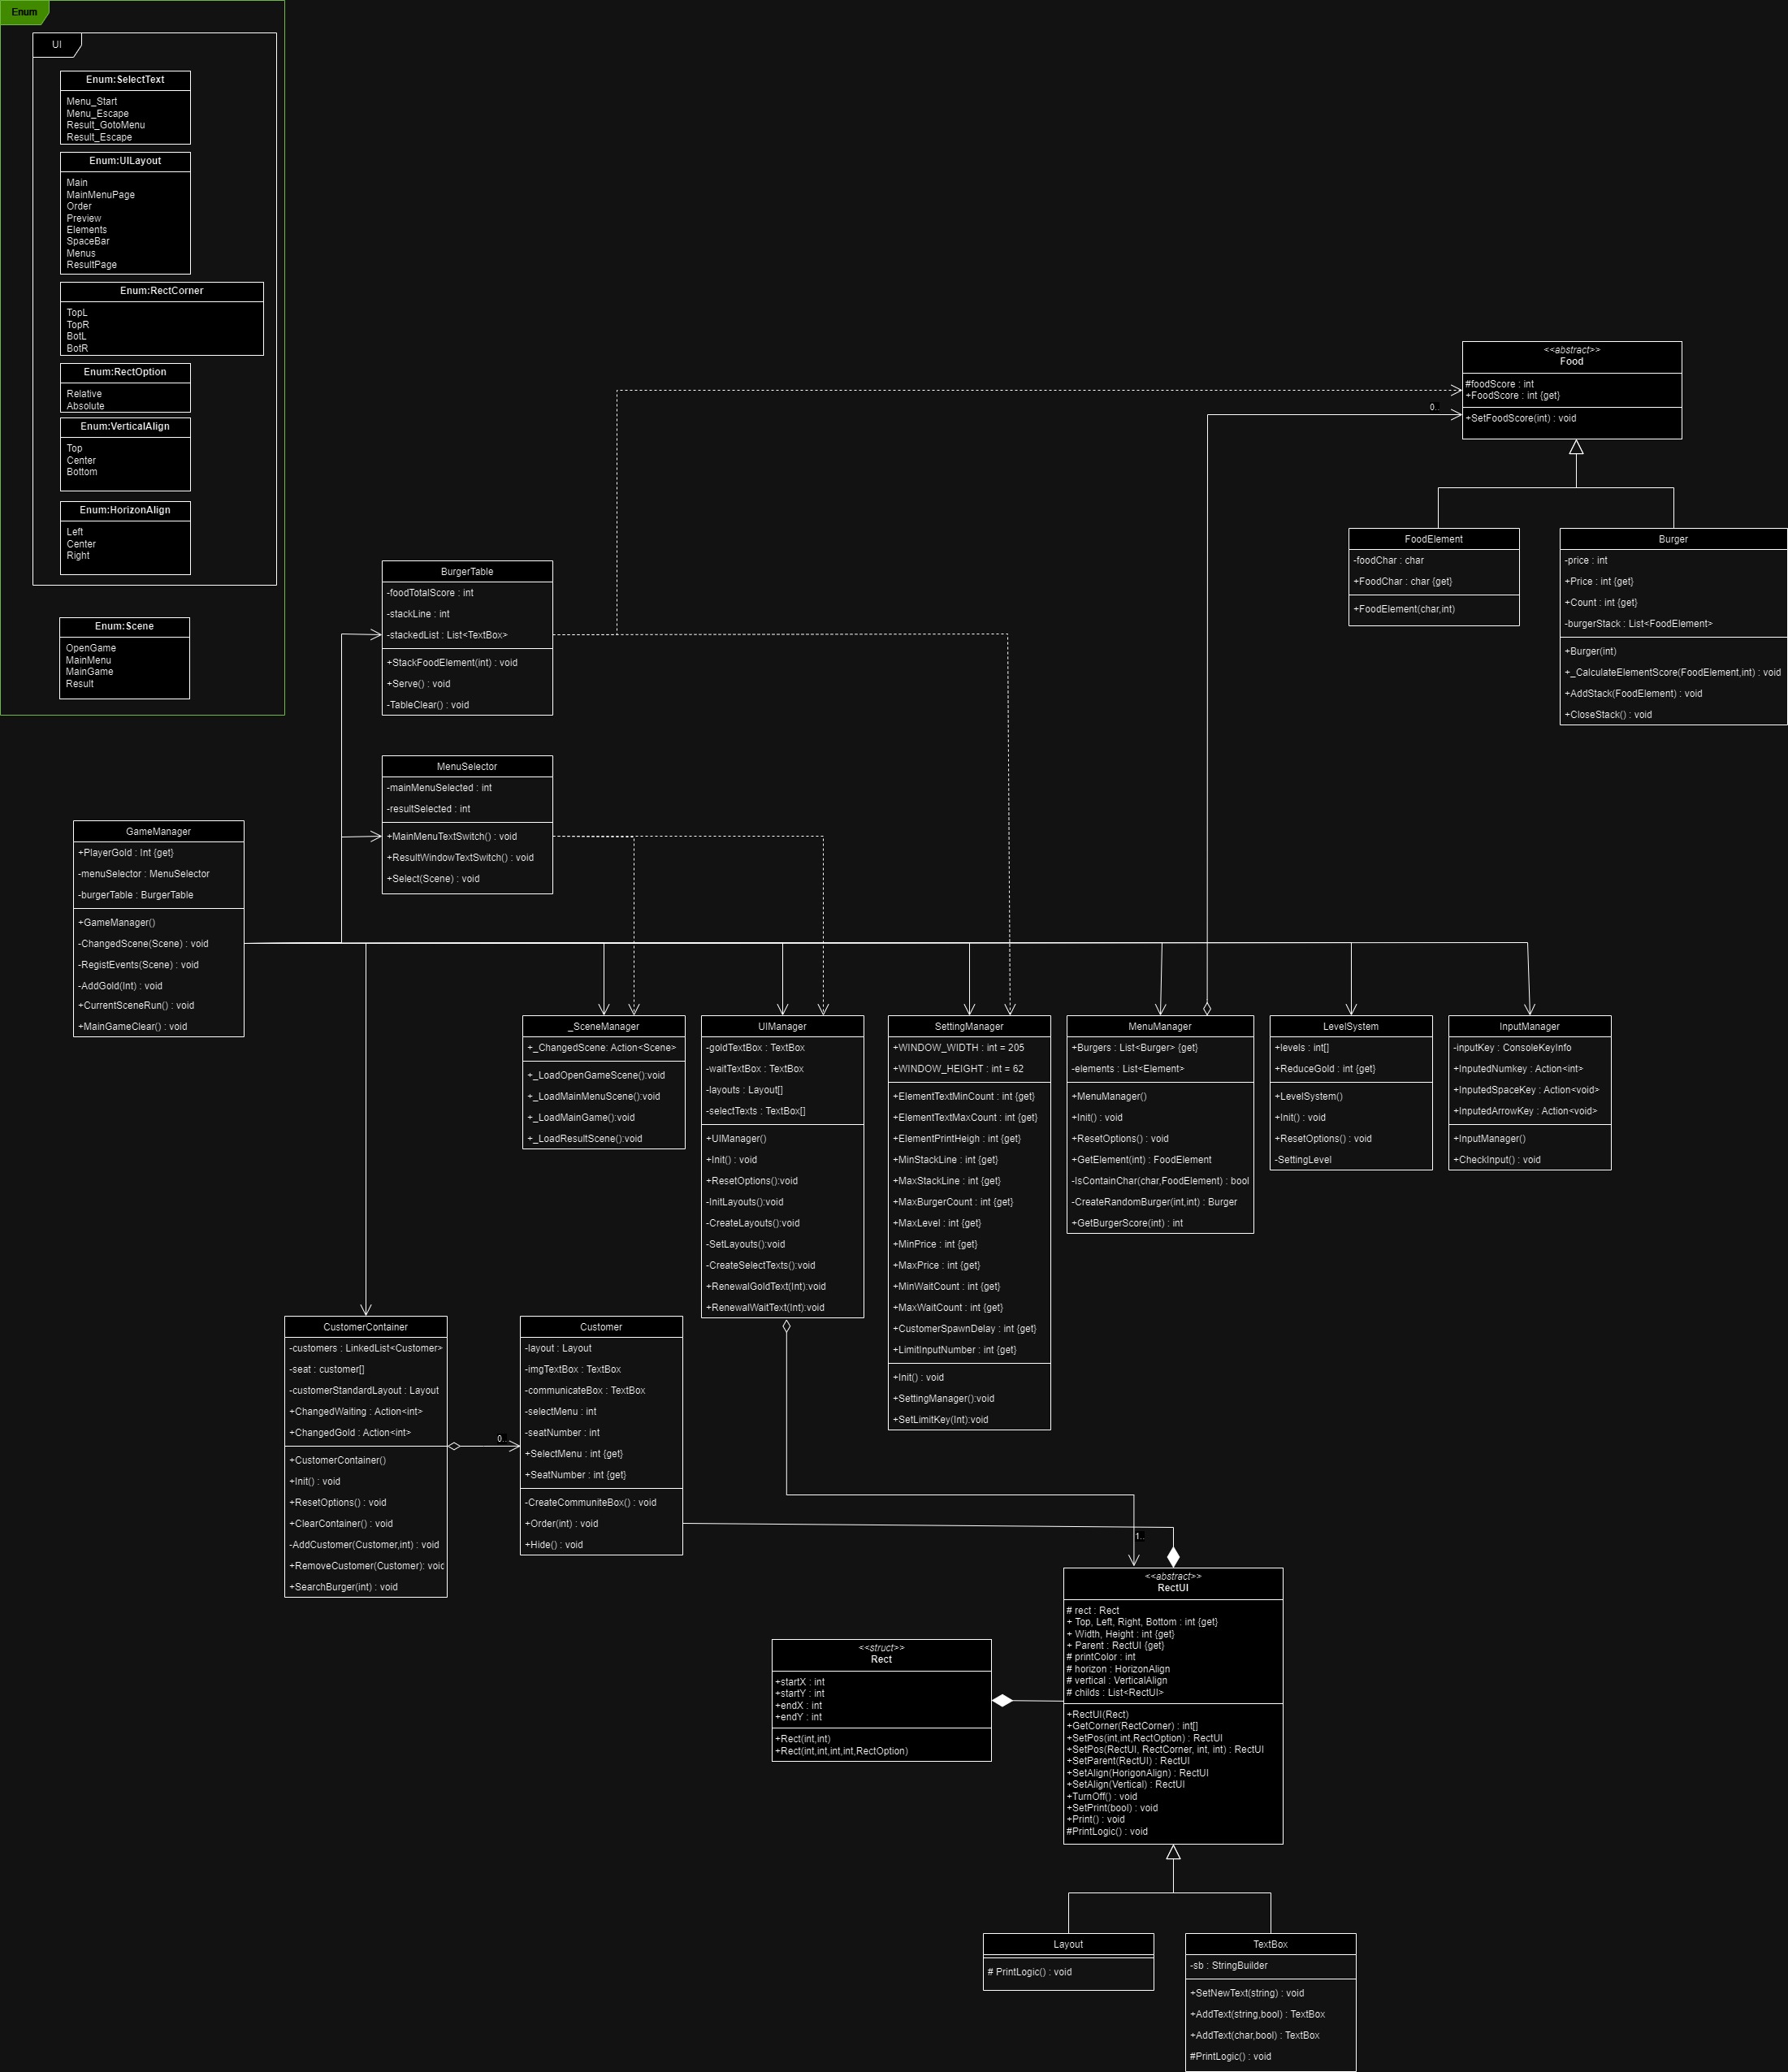 Enum
UI
Enum:SelectText
Menu_Start
Menu_Escape
Result_GotoMenu
Result_Escape
Enum:UILayout
Main
MainMenuPage
Order
Preview
Elements
SpaceBar
Menus
ResultPage
Enum:RectCorner
TopL
TopR
BotL
BotR
Enum:RectOption
Relative
Absolute
Enum:VerticalAlign
Top
Center
Bottom
Enum:HorizonAlign
Left
Center
Right
Enum:Scene
OpenGame
MainMenu
MainGame
Result
<<abstract>>
Food
#foodScore : int
+FoodScore : int {get}
+SetFoodScore(int) : void
0..
FoodElement
-foodChar : char
+FoodChar : char {get}
+FoodElement(char,int)
Burger
-price : int
+Price : int {get}
+Count : int {get}
-burgerStack : List<FoodElement>
+Burger(int)
+_CalculateElementScore(FoodElement,int) : void
+AddStack(FoodElement) : void
+CloseStack() : void
BurgerTable
-foodTotalScore : int
-stackLine : int
-stackedList : List<TextBox>
+StackFoodElement(int) : void
+Serve() : void
-TableClear() : void
MenuSelector
-mainMenuSelected : int
-resultSelected : int
+MainMenuTextSwitch() : void
+ResultWindowTextSwitch() : void
+Select(Scene) : void
GameManager
+PlayerGold : Int {get}
-menuSelector : MenuSelector
-burgerTable : BurgerTable
+GameManager()
-ChangedScene(Scene) : void
-RegistEvents(Scene) : void
-AddGold(Int) : void
+CurrentSceneRun() : void
+MainGameClear() : void
_SceneManager
+_ChangedScene: Action<Scene>
+_LoadOpenGameScene():void
+_LoadMainMenuScene():void
+_LoadMainGame():void
+_LoadResultScene():void
UIManager
-goldTextBox : TextBox
-waitTextBox : TextBox
-layouts : Layout[]
-selectTexts : TextBox[]
+UIManager()
+Init() : void
+ResetOptions():void
-InitLayouts():void
-CreateLayouts():void
-SetLayouts():void
-CreateSelectTexts():void
+RenewalGoldText(Int):void
+RenewalWaitText(Int):void
SettingManager
+WINDOW_WIDTH : int = 205
+WINDOW_HEIGHT : int = 62
+ElementTextMinCount : int {get}
+ElementTextMaxCount : int {get}
+ElementPrintHeigh : int {get}
+MinStackLine : int {get}
+MaxStackLine : int {get}
+MaxBurgerCount : int {get}
+MaxLevel : int {get}
+MinPrice : int {get}
+MaxPrice : int {get}
+MinWaitCount : int {get}
+MaxWaitCount : int {get}
+CustomerSpawnDelay : int {get}
+LimitInputNumber : int {get}
+Init() : void
+SettingManager():void
+SetLimitKey(Int):void
MenuManager
+Burgers : List<Burger> {get}
-elements : List<Element>
+MenuManager()
+Init() : void
+ResetOptions() : void
+GetElement(int) : FoodElement
-IsContainChar(char,FoodElement) : bool
-CreateRandomBurger(int,int) : Burger
+GetBurgerScore(int) : int
LevelSystem
+levels : int[]
+ReduceGold : int {get}
+LevelSystem()
+Init() : void
+ResetOptions() : void
-SettingLevel
InputManager
-inputKey : ConsoleKeyInfo
+InputedNumkey : Action<int>
+InputedSpaceKey : Action<void>
+InputedArrowKey : Action<void>
+InputManager()
+CheckInput() : void
CustomerContainer
-customers : LinkedList<Customer>
-seat : customer[]
-customerStandardLayout : Layout
+ChangedWaiting : Action<int>
+ChangedGold : Action<int>
+CustomerContainer()
+Init() : void
+ResetOptions() : void
+ClearContainer() : void
-AddCustomer(Customer,int) : void
+RemoveCustomer(Customer): void
+SearchBurger(int) : void
0..
Customer
-layout : Layout
-imgTextBox : TextBox
-communicateBox : TextBox
-selectMenu : int
-seatNumber : int
+SelectMenu : int {get}
+SeatNumber : int {get}
-CreateCommuniteBox() : void
+Order(int) : void
+Hide() : void
1..
<<abstract>>
RectUI
# rect : Rect
+ Top, Left, Right, Bottom : int {get}
+ Width, Height : int {get}
+ Parent : RectUI {get}
# printColor : int
# horizon : HorizonAlign
# vertical : VerticalAlign
# childs : List<RectUI>
+RectUI(Rect)
+GetCorner(RectCorner) : int[]
+SetPos(int,int,RectOption) : RectUI
+SetPos(RectUI, RectCorner, int, int) : RectUI
+SetParent(RectUI) : RectUI
+SetAlign(HorigonAlign) : RectUI
+SetAlign(Vertical) : RectUI
+TurnOff() : void
+SetPrint(bool) : void
+Print() : void
#PrintLogic() : void
<<struct>>
Rect
+startX : int
+startY : int
+endX : int
+endY : int
+Rect(int,int)
+Rect(int,int,int,int,RectOption)
Layout
# PrintLogic() : void
TextBox
-sb : StringBuilder
+SetNewText(string) : void
+AddText(string,bool) : TextBox
+AddText(char,bool) : TextBox
#PrintLogic() : void